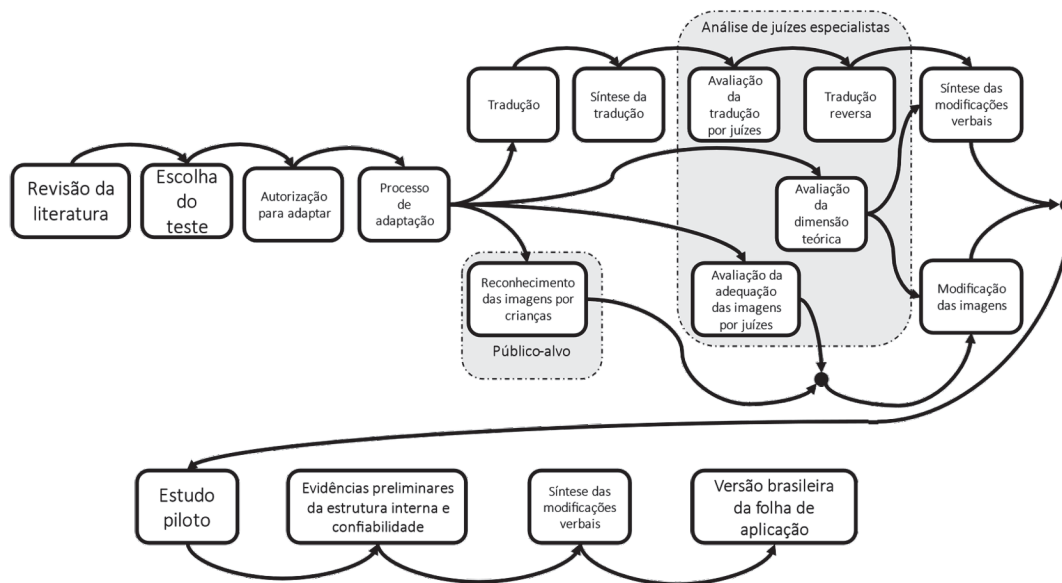 Análise de juízes especialistas
Tradução
Síntese da
tradução
Avaliação
da
tradução por
juízes
Tradução
reversa
Síntese das
modificações
verbais
Revisão da
literatura
Escolha
do
teste
Autorização
para adaptar
Processo
de
adaptação
Avaliação
da
dimensão
teórica
Reconhecimento
das imagens por
crianças
Público-alvo
Avaliação da
adequação
das imagens
por juízes
Modificação
das imagens
Estudo
piloto
Evidências preliminares
da estrutura interna e
confiabilidade
Síntese das
modificações
verbais
Versão brasileira
da folha de
aplicação